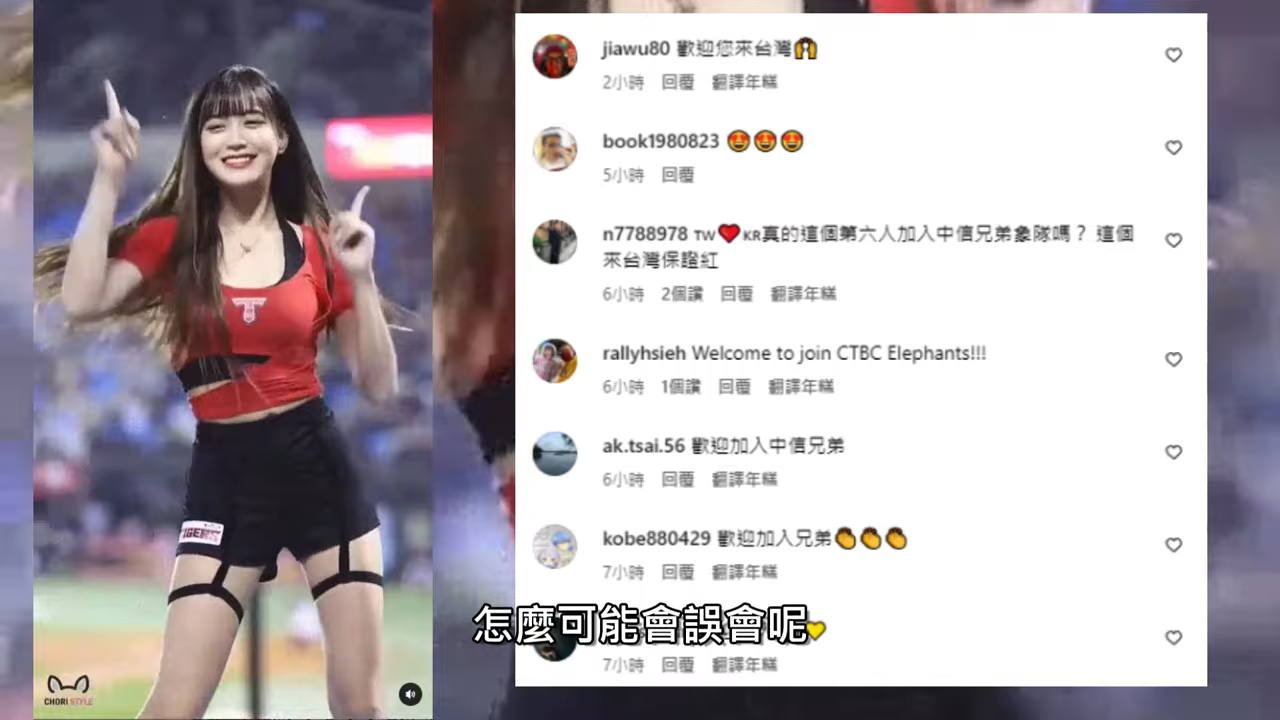 T
TIGERS
CHORI STYLE
jiawu80 歡迎您來台灣🙌
2小時 回覆 翻譯年糕
book1980823 🤩🤩🤩
5小時 回覆
n7788978 ᴛᴡ❤️ᴋʀ真的這個第六人加入中信兄弟象隊嗎？ 這個
來台灣保證紅
6小時 2個讚 回覆 翻譯年糕
rallyhsieh Welcome to join CTBC Elephants!!!
6小時 1個讚 回覆 翻譯年糕
ak.tsai.56 歡迎加入中信兄弟
6小時 回覆 翻譯年糕
kobe880429 歡迎加入兄弟👏👏👏
7小時 回覆 翻譯年糕
怎麼可能會誤會呢💛
7小時 回覆 翻譯年糕